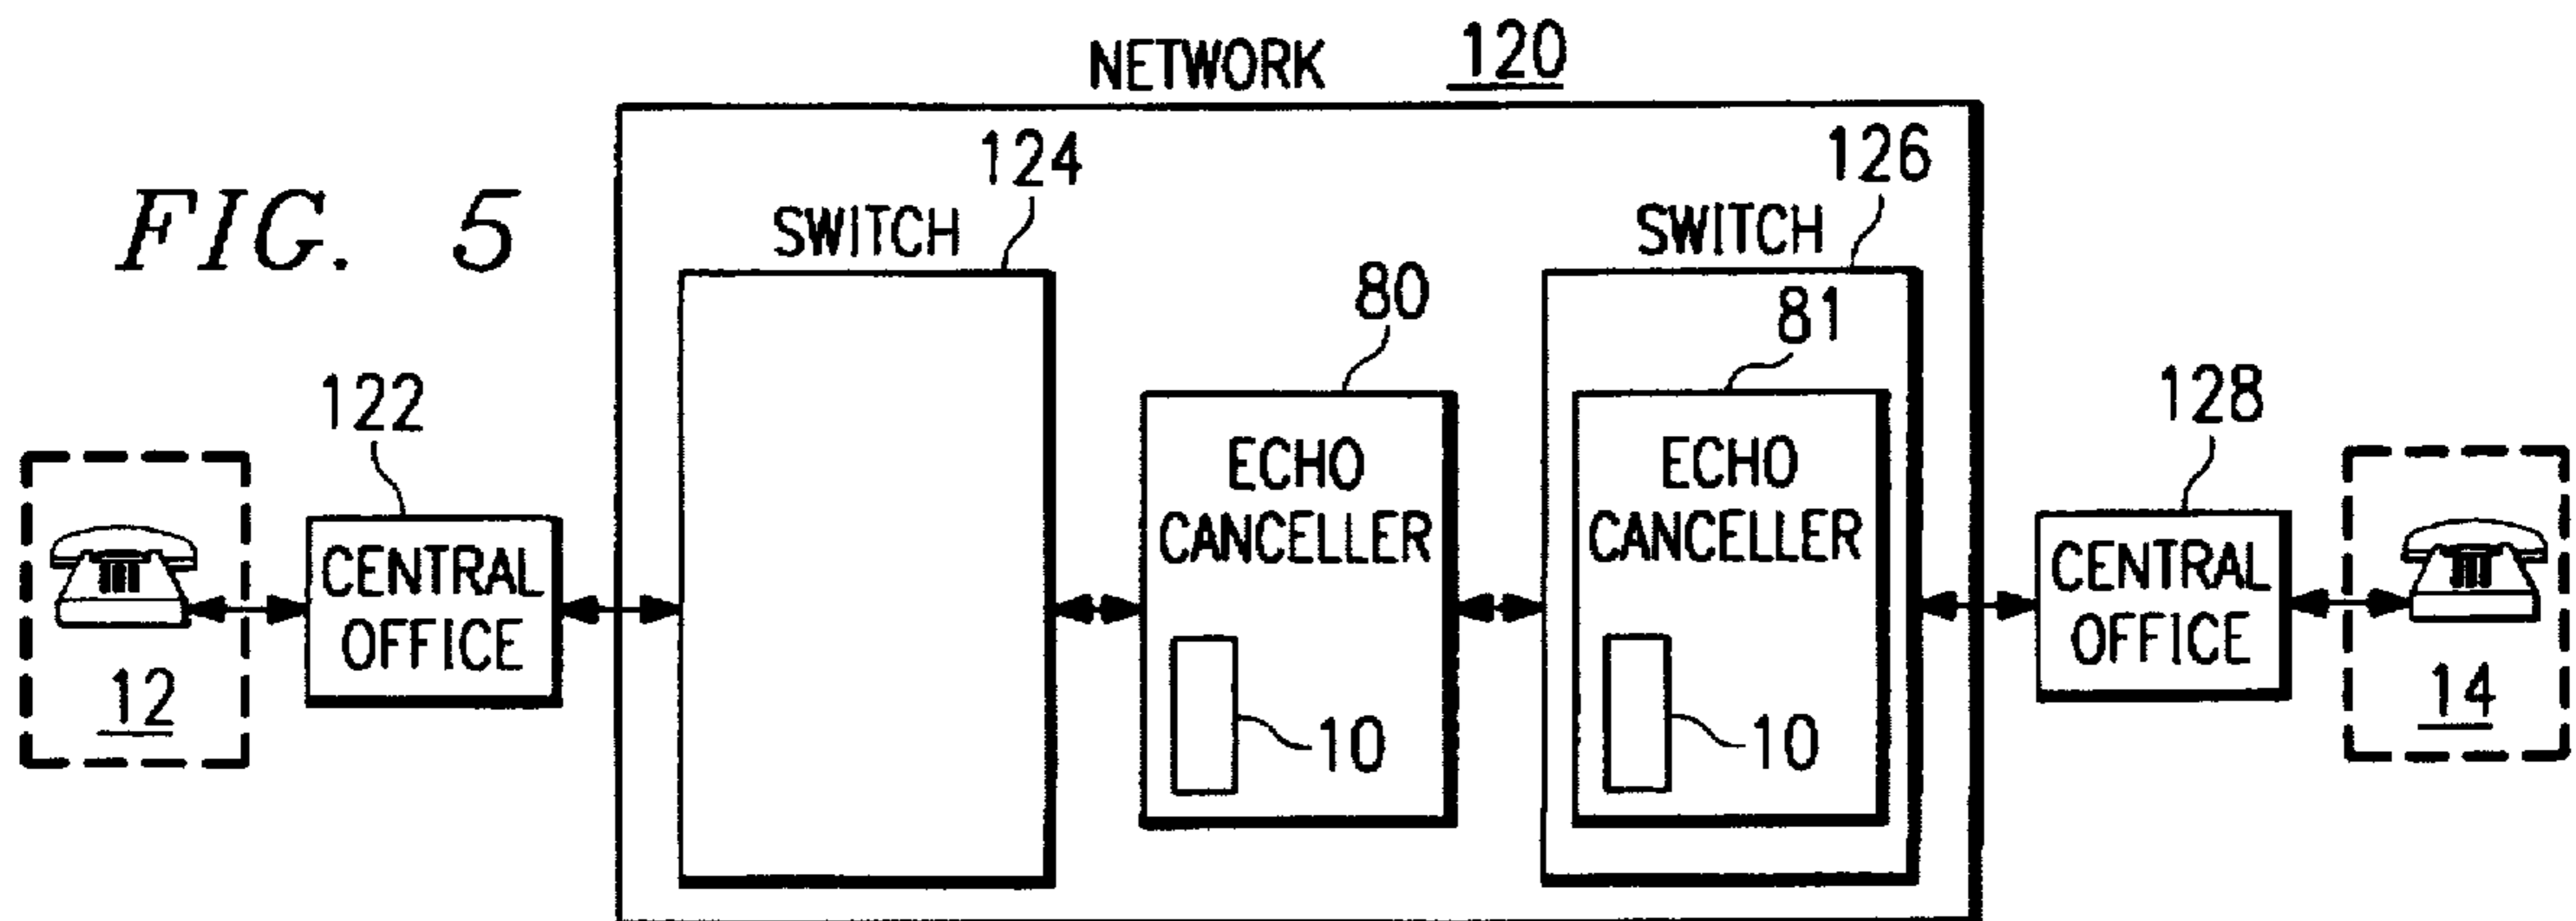 NETWORK 120
FIG. 5
SWITCH 124
SWITCH 126
80
81
122
128
ECHO
CANCELLER
10
ECHO
CANCELLER
10
CENTRAL
OFFICE
CENTRAL
OFFICE
12
14